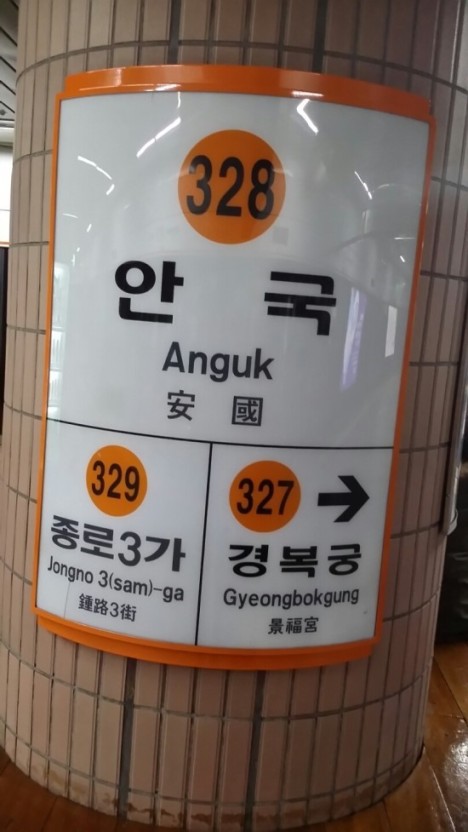 328
안국
Anguk
安國
329
종로3가
Jongno 3(sam)-ga
鍾路3街
327 →
경복궁
Gyeongbokgung
景福宮